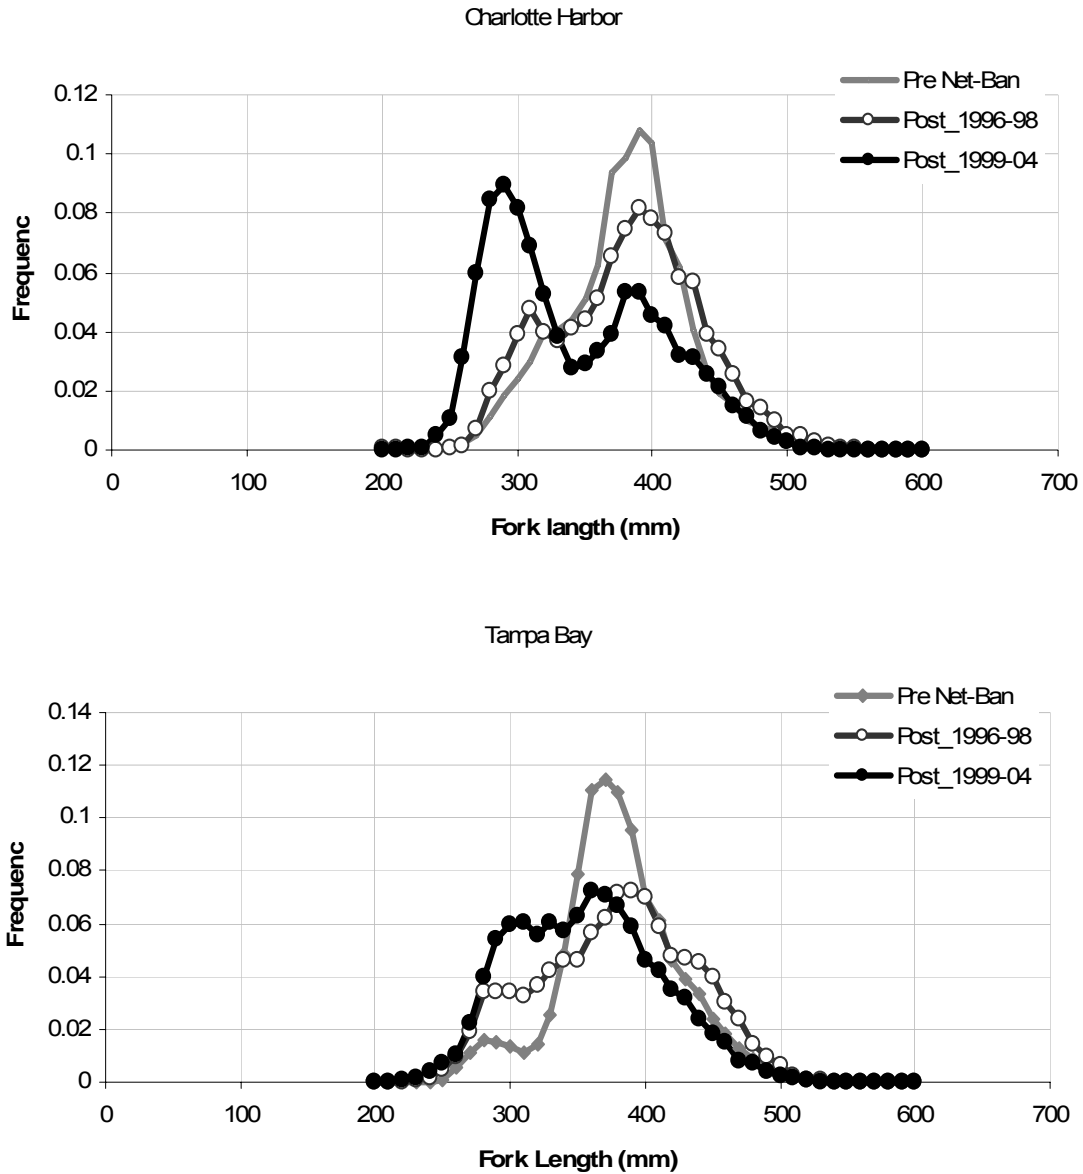 Charlotte Harbor
Pre Net-Ban
Post_1996-98
Post_1999-04
0.12
0.1
0.08
0.06
0.04
0.02
0
Frequenc
0 100 200 300 400 500 600 700
Fork langth (mm)
Tampa Bay
Pre Net-Ban
Post_1996-98
Post_1999-04
0.14
0.12
0.1
0.08
0.06
0.04
0.02
0
Frequenc
0 100 200 300 400 500 600 700
Fork Length (mm)